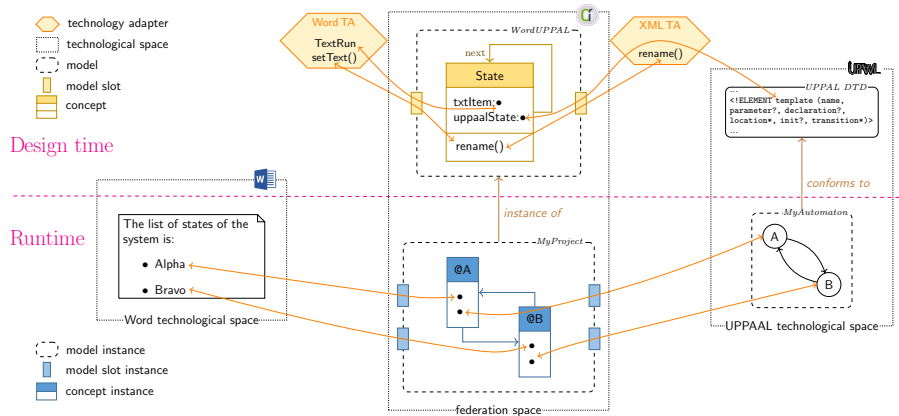 technology adapter
technological space
model
model slot
concept
Design time
Word TA
TextRun
setText()
WordUPPAL
next
State
txtItem:
uppaalState:
rename()
XML TA
rename()
UPPAL DTD
...
<!ELEMENT template (name,
parameter?, declaration?,
location*, init?, transition*)>
...
instance of
conforms to
Runtime
W
The list of states of the
system is:
• Alpha
• Bravo
Word technological space
MyProject
@A
@B
federation space
MyAutomaton
A
B
UPPAAL technological space
model instance
model slot instance
concept instance